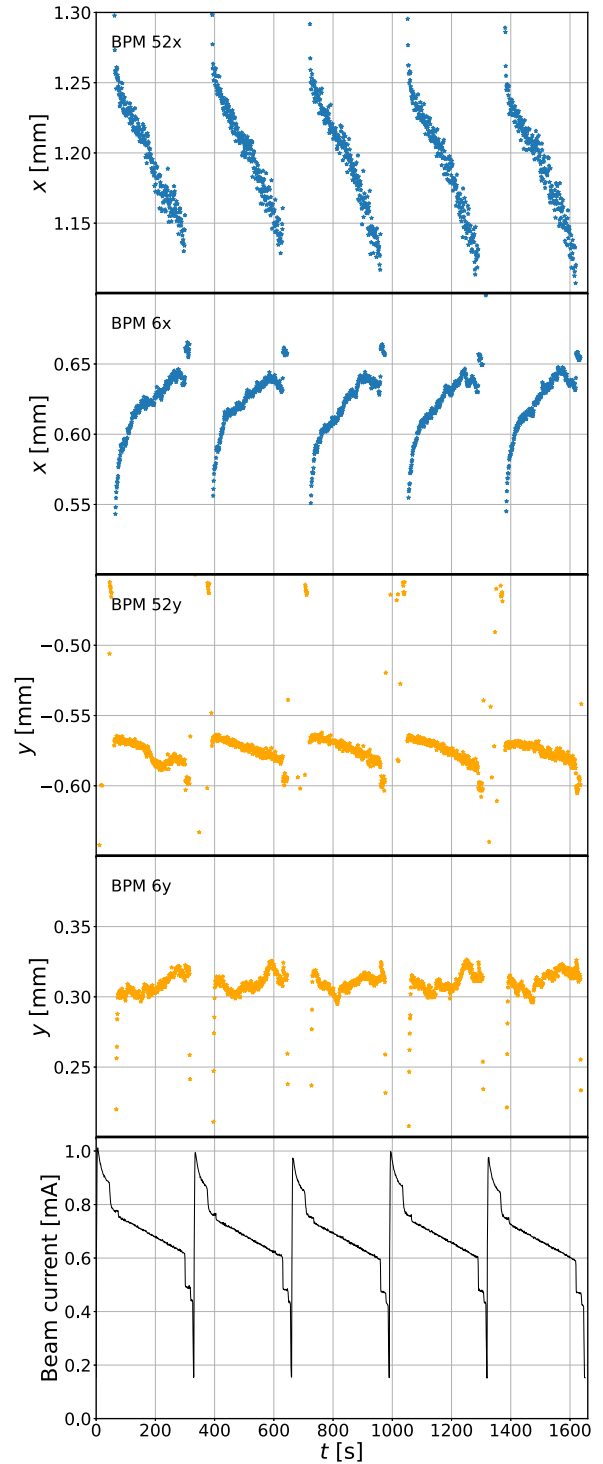 1.30
BPM 52x
1.25
1.20
1.15
x [mm]
BPM 6x
0.65
0.60
0.55
x [mm]
BPM 52y
−0.50
−0.55
−0.60
y [mm]
BPM 6y
0.35
0.30
0.25
y [mm]
1.0
0.8
0.6
0.4
0.2
0.0
Beam current [mA]
0 200 400 600 800 1000 1200 1400 1600
t [s]